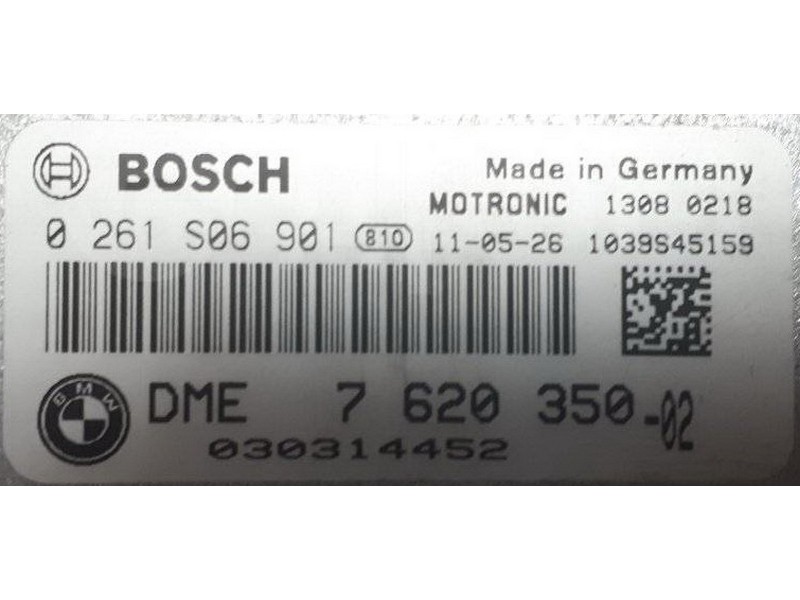 BOSCH
Made in Germany
MOTRONIC 1308 0218
0 261 S06 901 810 11-05-26 1039S45159
BMW DME 7 620 350-02
030314452